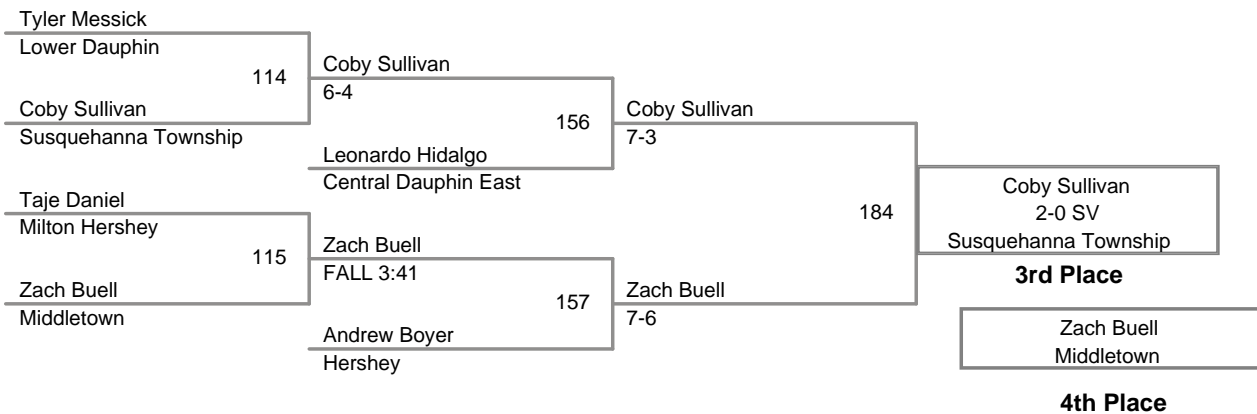 Tyler Messick
Lower Dauphin
114
Coby Sullivan
6-4
Coby Sullivan
Susquehanna Township
156
Coby Sullivan
7-3
Leonardo Hidalgo
Central Dauphin East
Taje Daniel
Milton Hershey
184
Coby Sullivan
2-0 SV
Susquehanna Township
3rd Place
115
Zach Buell
FALL 3:41
Zach Buell
Middletown
157
Zach Buell
7-6
Andrew Boyer
Hershey
Zach Buell
Middletown
4th Place